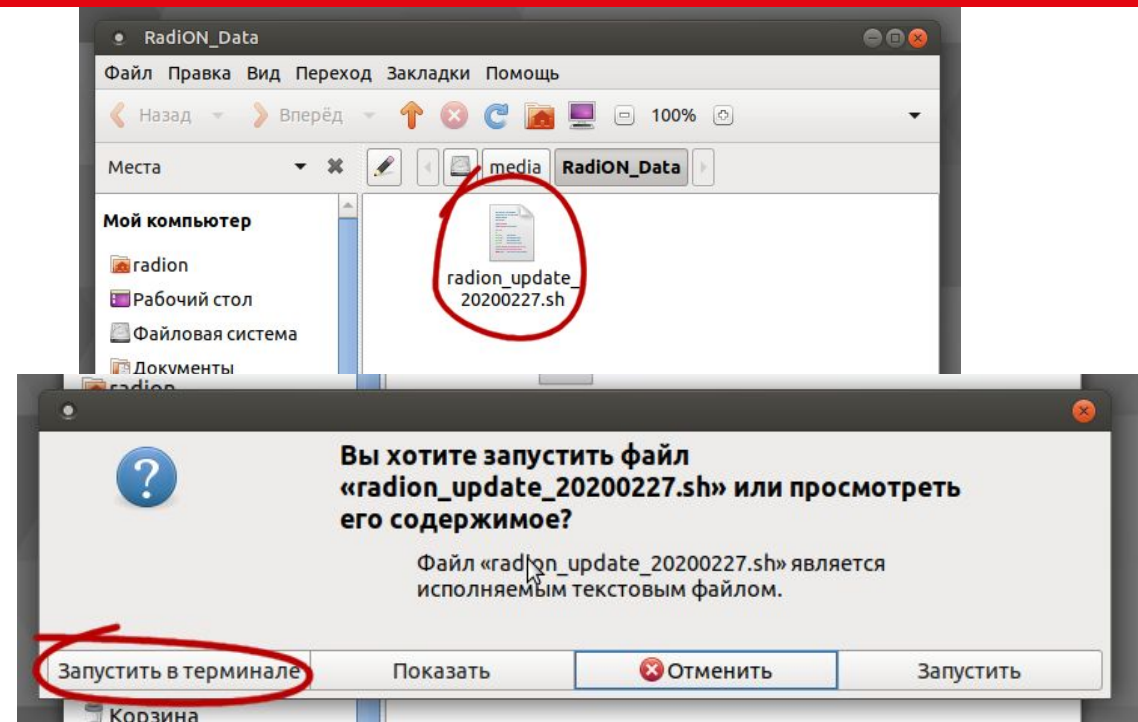 RadiON_Data
Файл Правка Вид Переход Закладки Помощь
Назад Вперёд 100%
Места media RadiON_Data
Мой компьютер
radion
Рабочий стол
Файловая система
Документы
radion_update_
20200227.sh
radion
Вы хотите запустить файл
«radion_update_20200227.sh» или просмотреть
его содержимое?
Файл «radion_update_20200227.sh» является
исполняемым текстовым файлом.
Запустить в терминале Показать Отменить Запустить
Корзина